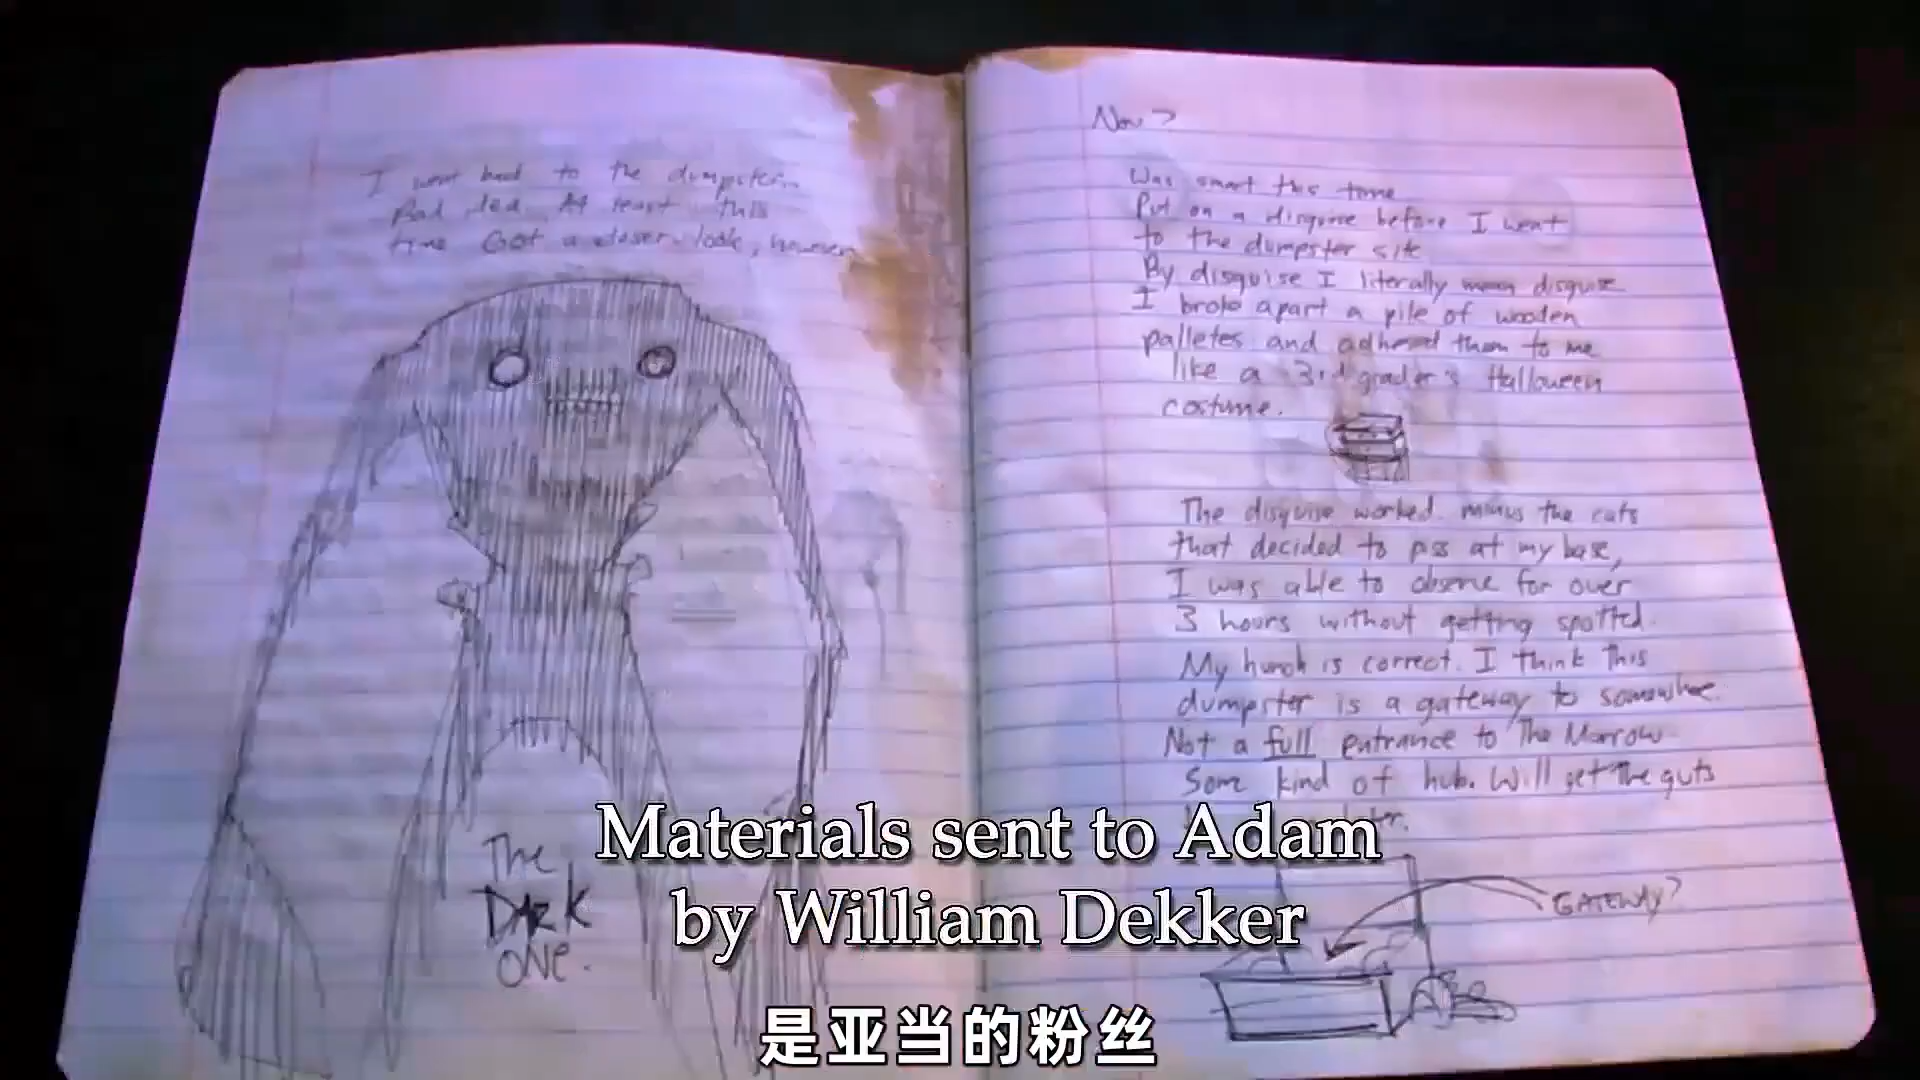 I went back to the dumpster.
Bad idea. At least this
time Got a closer look, however
The
Dark
One.
Nov ?
Was smart this time
Put on a disguise before I went
to the dumpster site
By disguise I literally mean disguise
I broke apart a pile of wooden
palletes and adhered them to me
like a 3rd grader's Halloween
costume.
The disguise worked. minus the cats
that decided to piss at my base,
I was able to observe for over
3 hours without getting spotted.
My hunch is correct. I think this
dumpster is a gateway to somewhere.
Not a full entrance to The Morrow.
Some kind of hub. Will get the guts
later.
GATEWAY?
Materials sent to Adam
by William Dekker
是亚当的粉丝